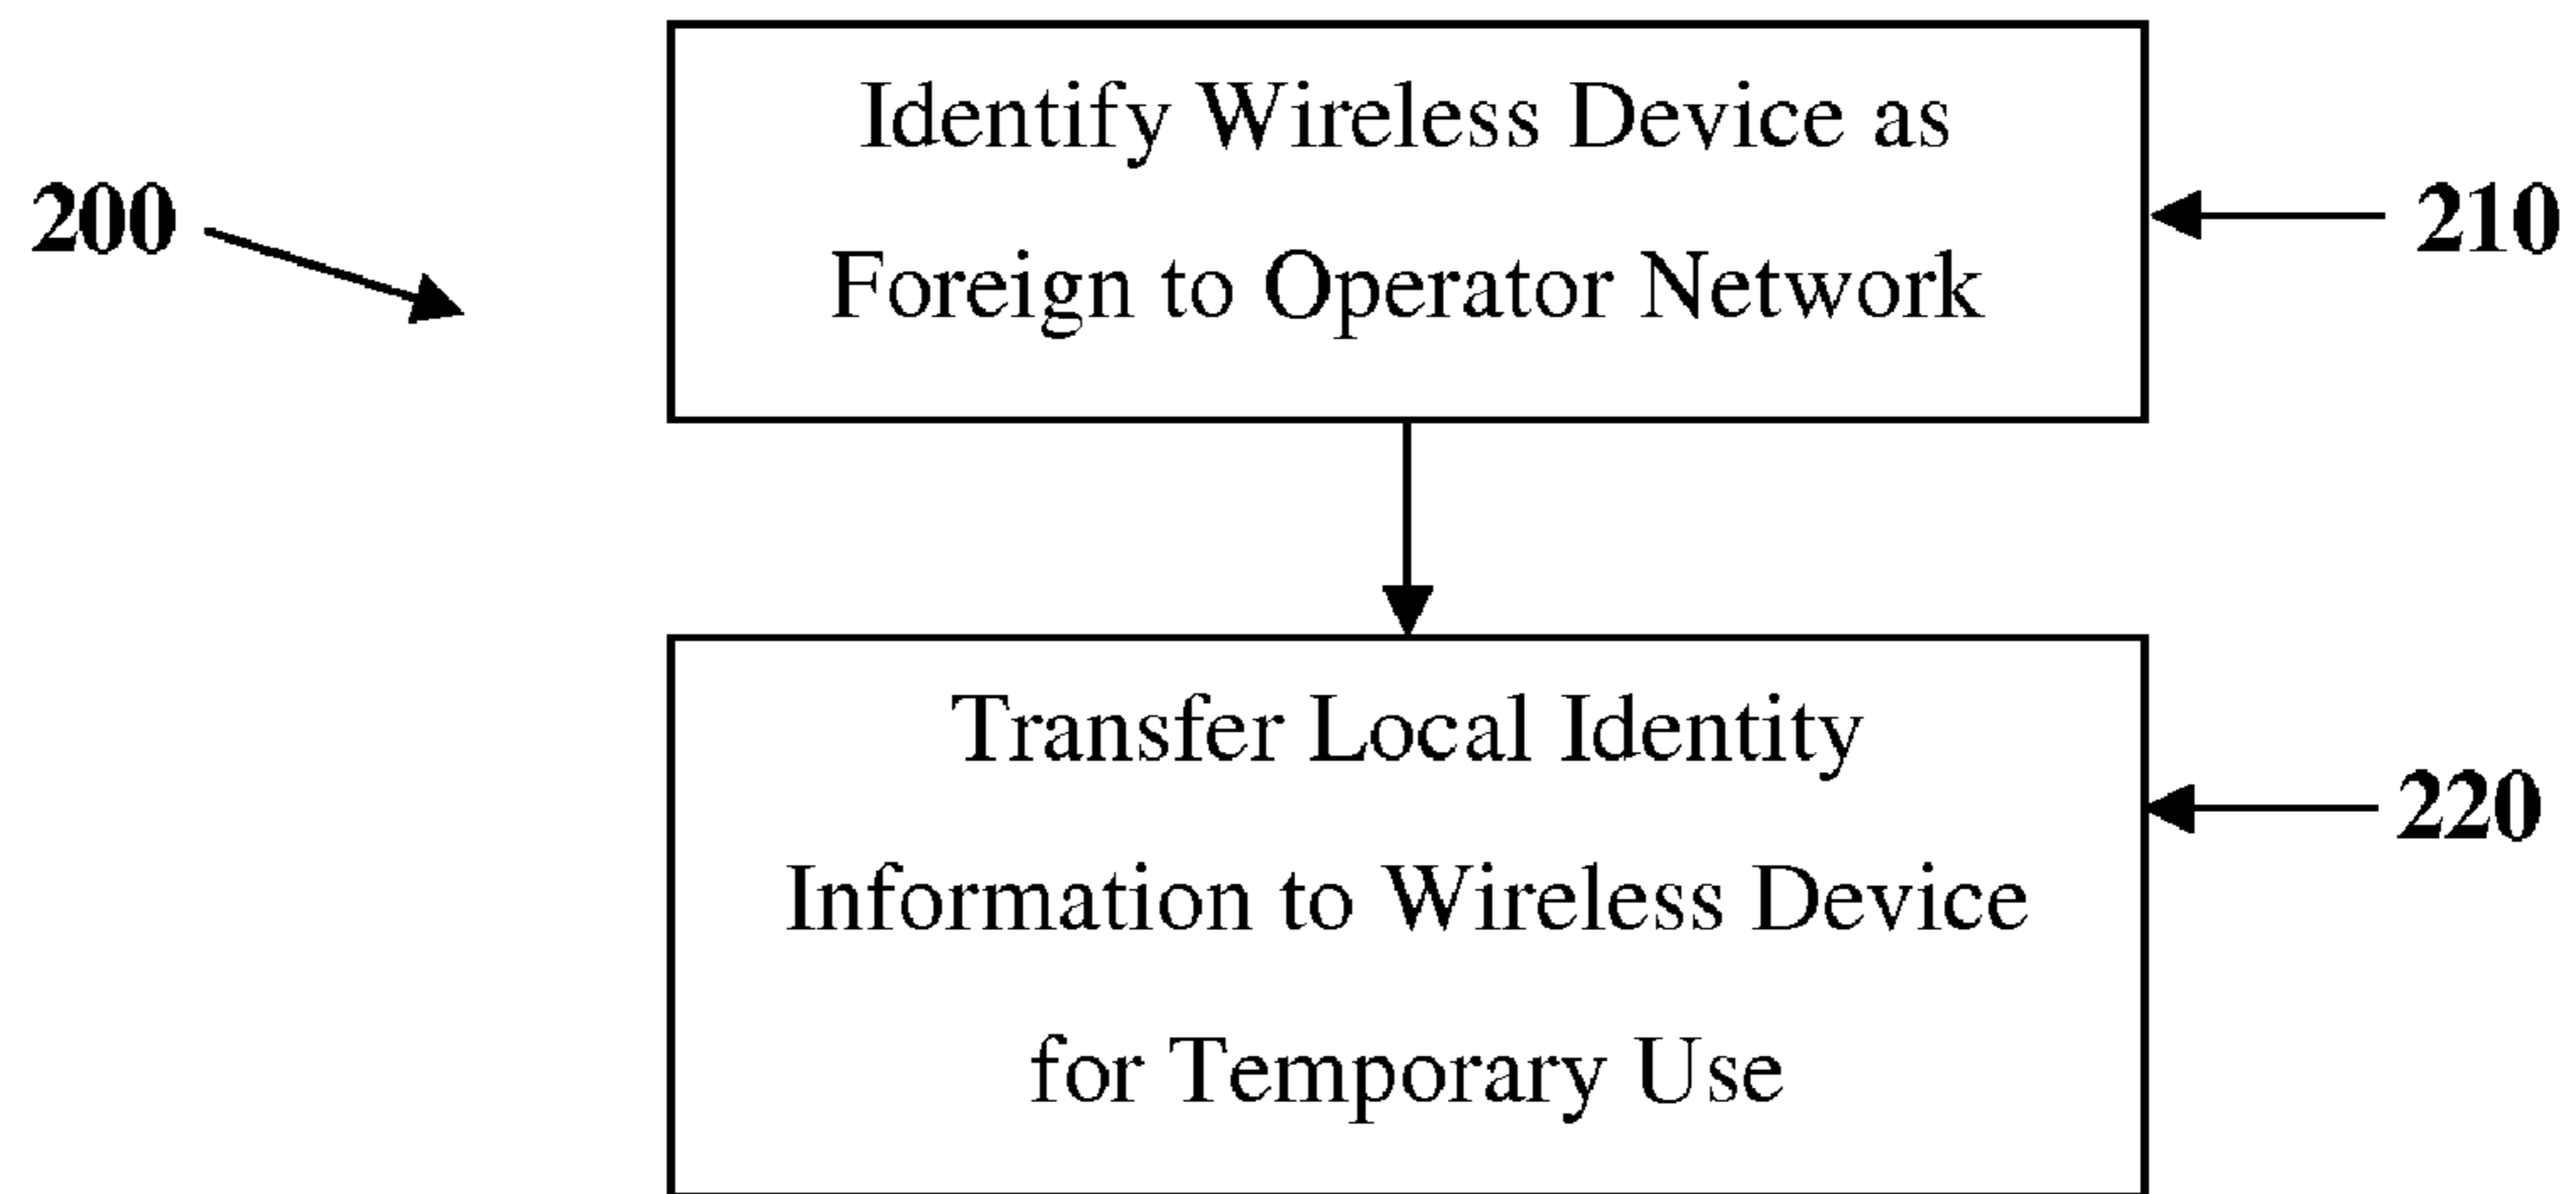 Identify Wireless Device as
200
210
Foreign to Operator Network
Transfer Local Identity
220
Information to Wireless Device
for Temporary Use